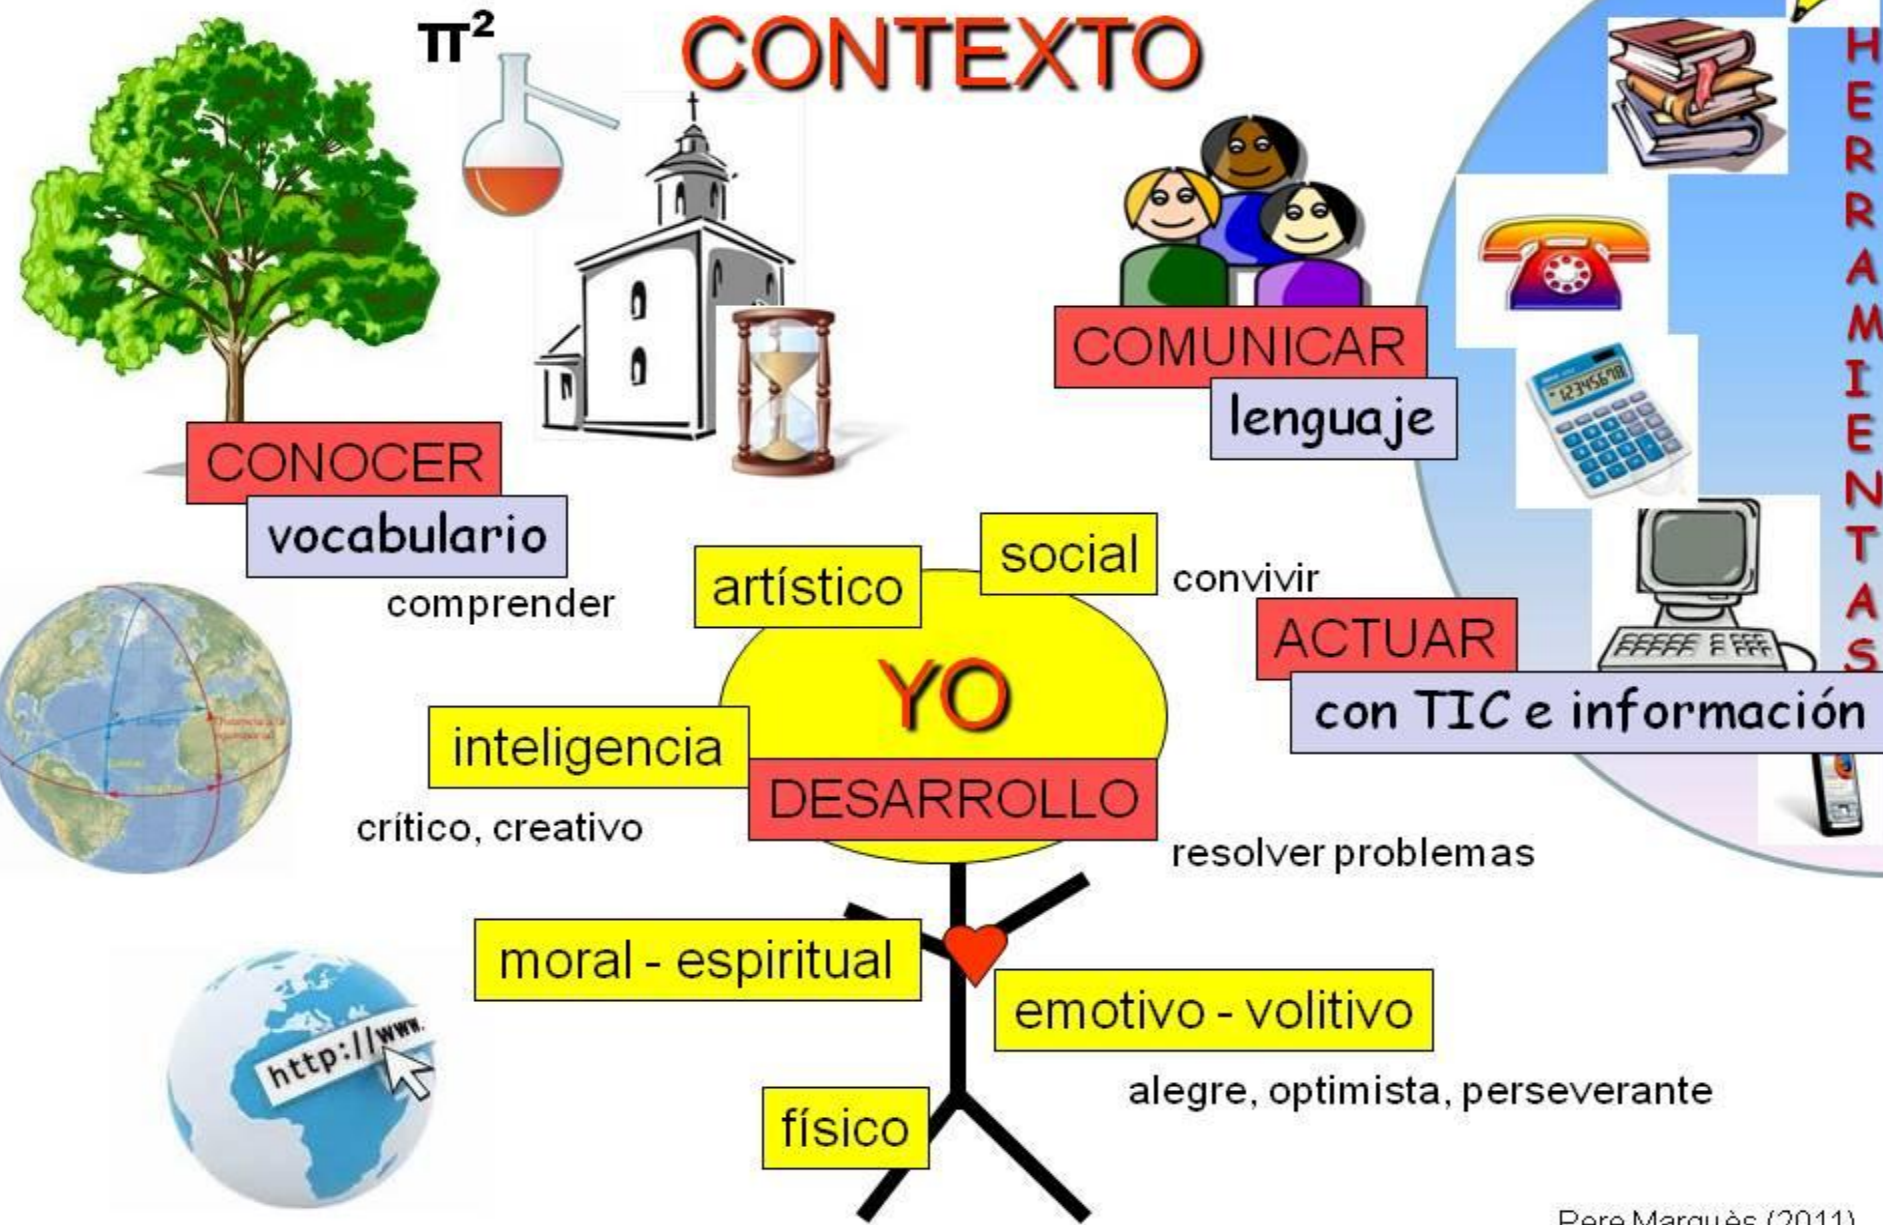 π²
CONTEXTO
HERRAMIENTAS
12345678
COMUNICAR
lenguaje
CONOCER
vocabulario
comprender
artístico
social
convivir
ACTUAR
con TIC e información
YO
inteligencia
DESARROLLO
crítico, creativo
resolver problemas
moral - espiritual
emotivo - volitivo
http://www.
alegre, optimista, perseverante
físico
Pere Marquès (2011)